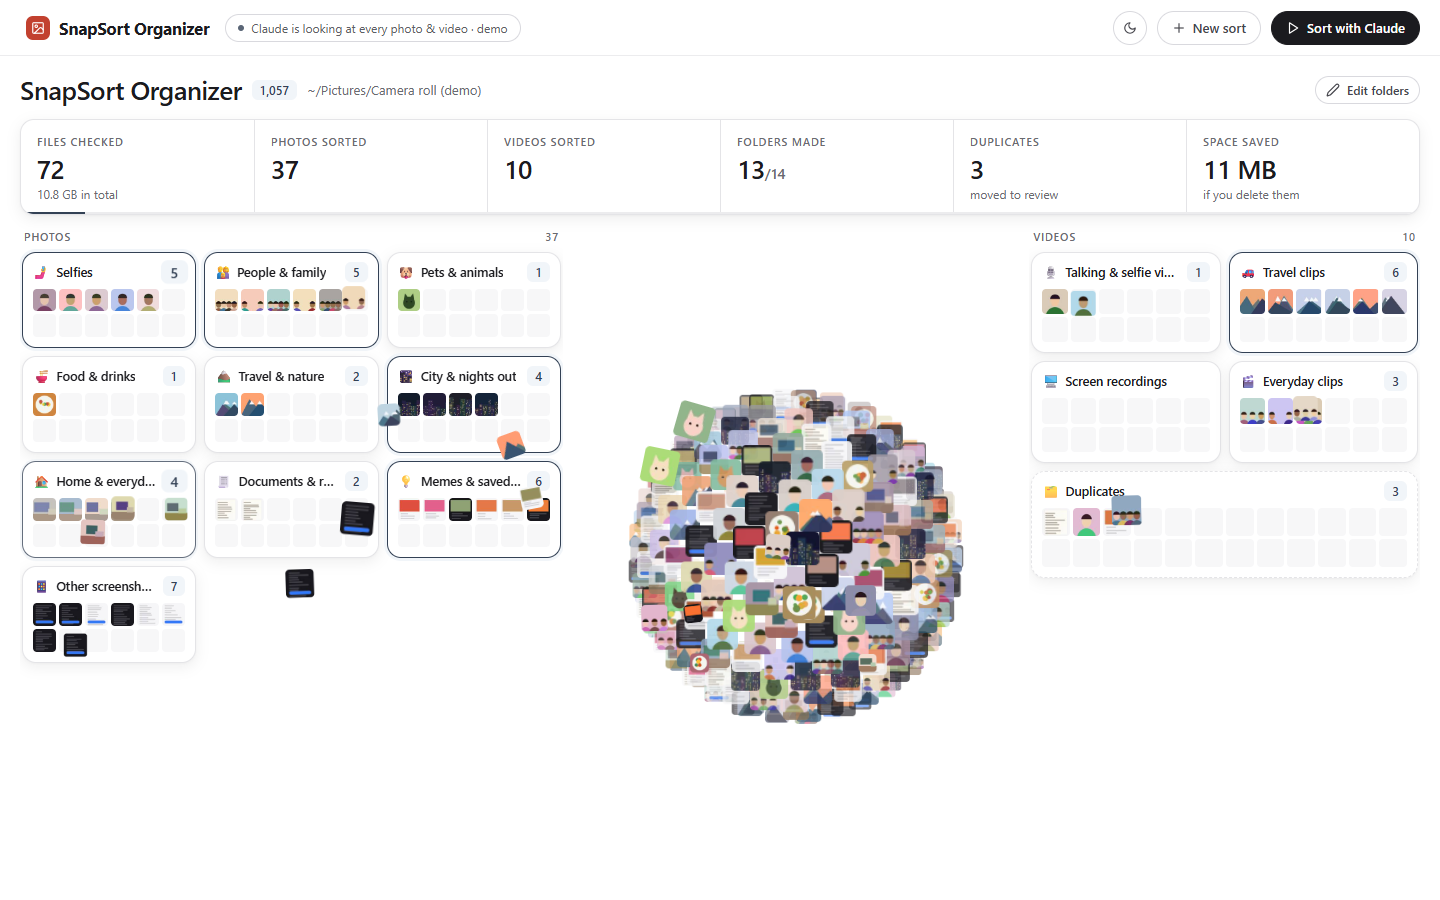 SnapSort Organizer
Claude is looking at every photo & video · demo
New sort
Sort with Claude
SnapSort Organizer
1,057
~/Pictures/Camera roll (demo)
Edit folders
FILES CHECKED
72
10.8 GB in total
PHOTOS SORTED
37
VIDEOS SORTED
10
FOLDERS MADE
13/14
DUPLICATES
3
moved to review
SPACE SAVED
11 MB
if you delete them
PHOTOS
37
Selfies
5
People & family
5
Pets & animals
1
Food & drinks
1
Travel & nature
2
City & nights out
4
Home & everyd...
4
Documents & r...
2
Memes & saved...
6
Other screensh...
7
VIDEOS
10
Talking & selfie vi...
1
Travel clips
6
Screen recordings
Everyday clips
3
Duplicates
3